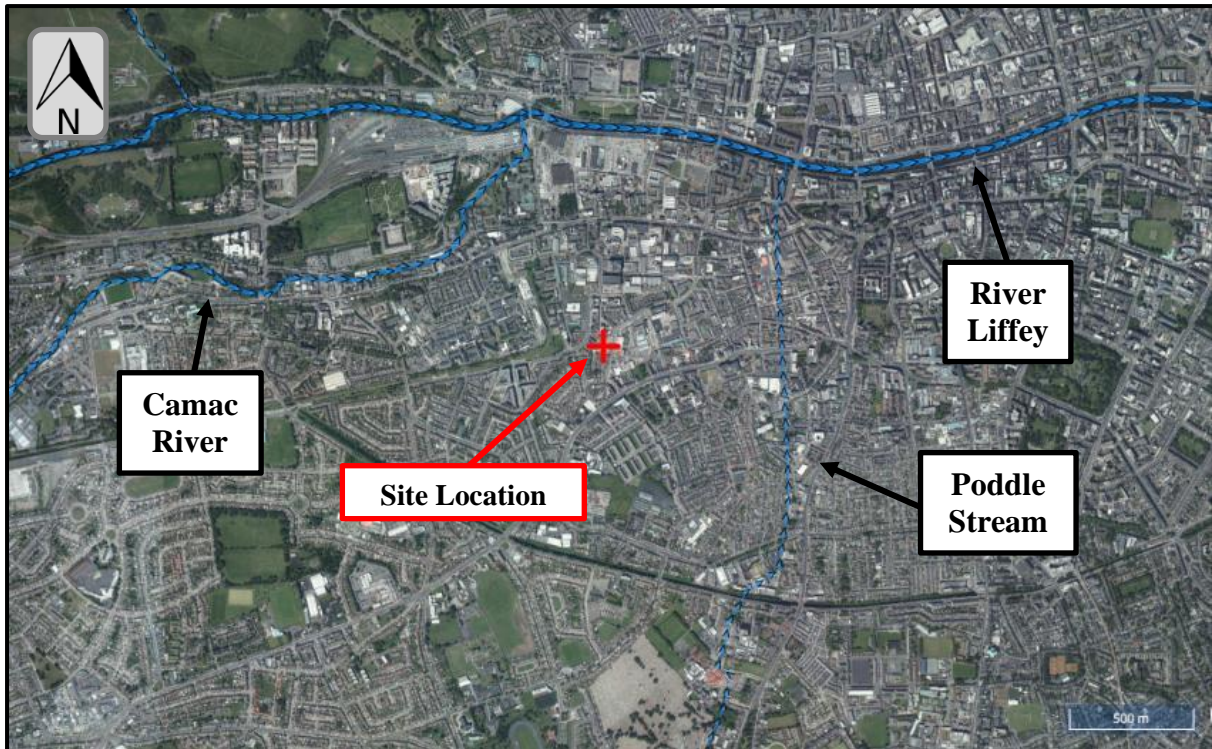 N
River
Liffey
Camac
River
Site Location
Poddle
Stream
500 m